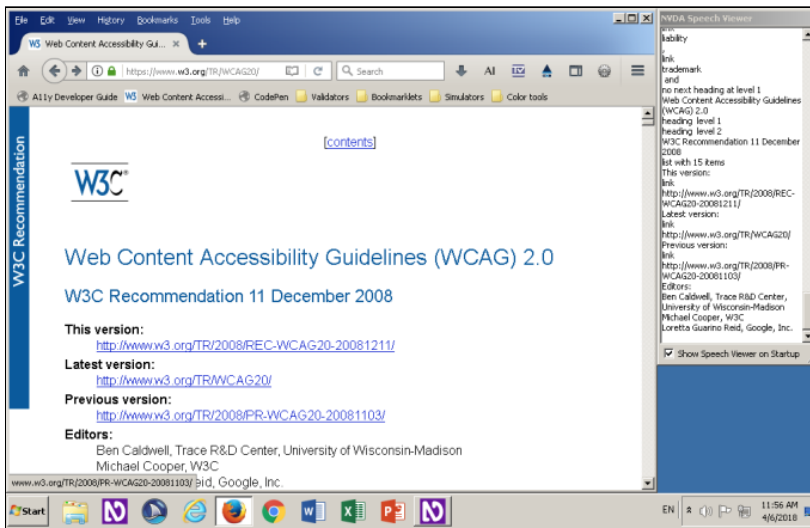 File Edit View History Bookmarks Tools Help
W3 Web Content Accessibility Gui... × +
https://www.w3.org/TR/WCAG20/ Search
A11y Developer Guide W3 Web Content Accessi... CodePen Validators Bookmarklets Simulators Color tools
W3C Recommendation
[contents]
W3C®
Web Content Accessibility Guidelines (WCAG) 2.0
W3C Recommendation 11 December 2008
This version:
http://www.w3.org/TR/2008/REC-WCAG20-20081211/
Latest version:
http://www.w3.org/TR/WCAG20/
Previous version:
http://www.w3.org/TR/2008/PR-WCAG20-20081103/
Editors:
Ben Caldwell, Trace R&D Center, University of Wisconsin-Madison
Michael Cooper, W3C
www.w3.org/TR/2008/PR-WCAG20-20081103/ eid, Google, Inc.
NVDA Speech Viewer
link
liability
,
link
trademark
and
no next heading at level 1
Web Content Accessibility Guidelines
(WCAG) 2.0
heading level 1
heading level 2
W3C Recommendation 11 December
2008
list with 15 items
This version:
link
http://www.w3.org/TR/2008/REC-
WCAG20-20081211/
Latest version:
link
http://www.w3.org/TR/WCAG20/
Previous version:
link
http://www.w3.org/TR/2008/PR-
WCAG20-20081103/
Editors:
Ben Caldwell, Trace R&D Center,
University of Wisconsin-Madison
Michael Cooper, W3C
Loretta Guarino Reid, Google, Inc.
Show Speech Viewer on Startup
Start
EN 11:56 AM
4/6/2018